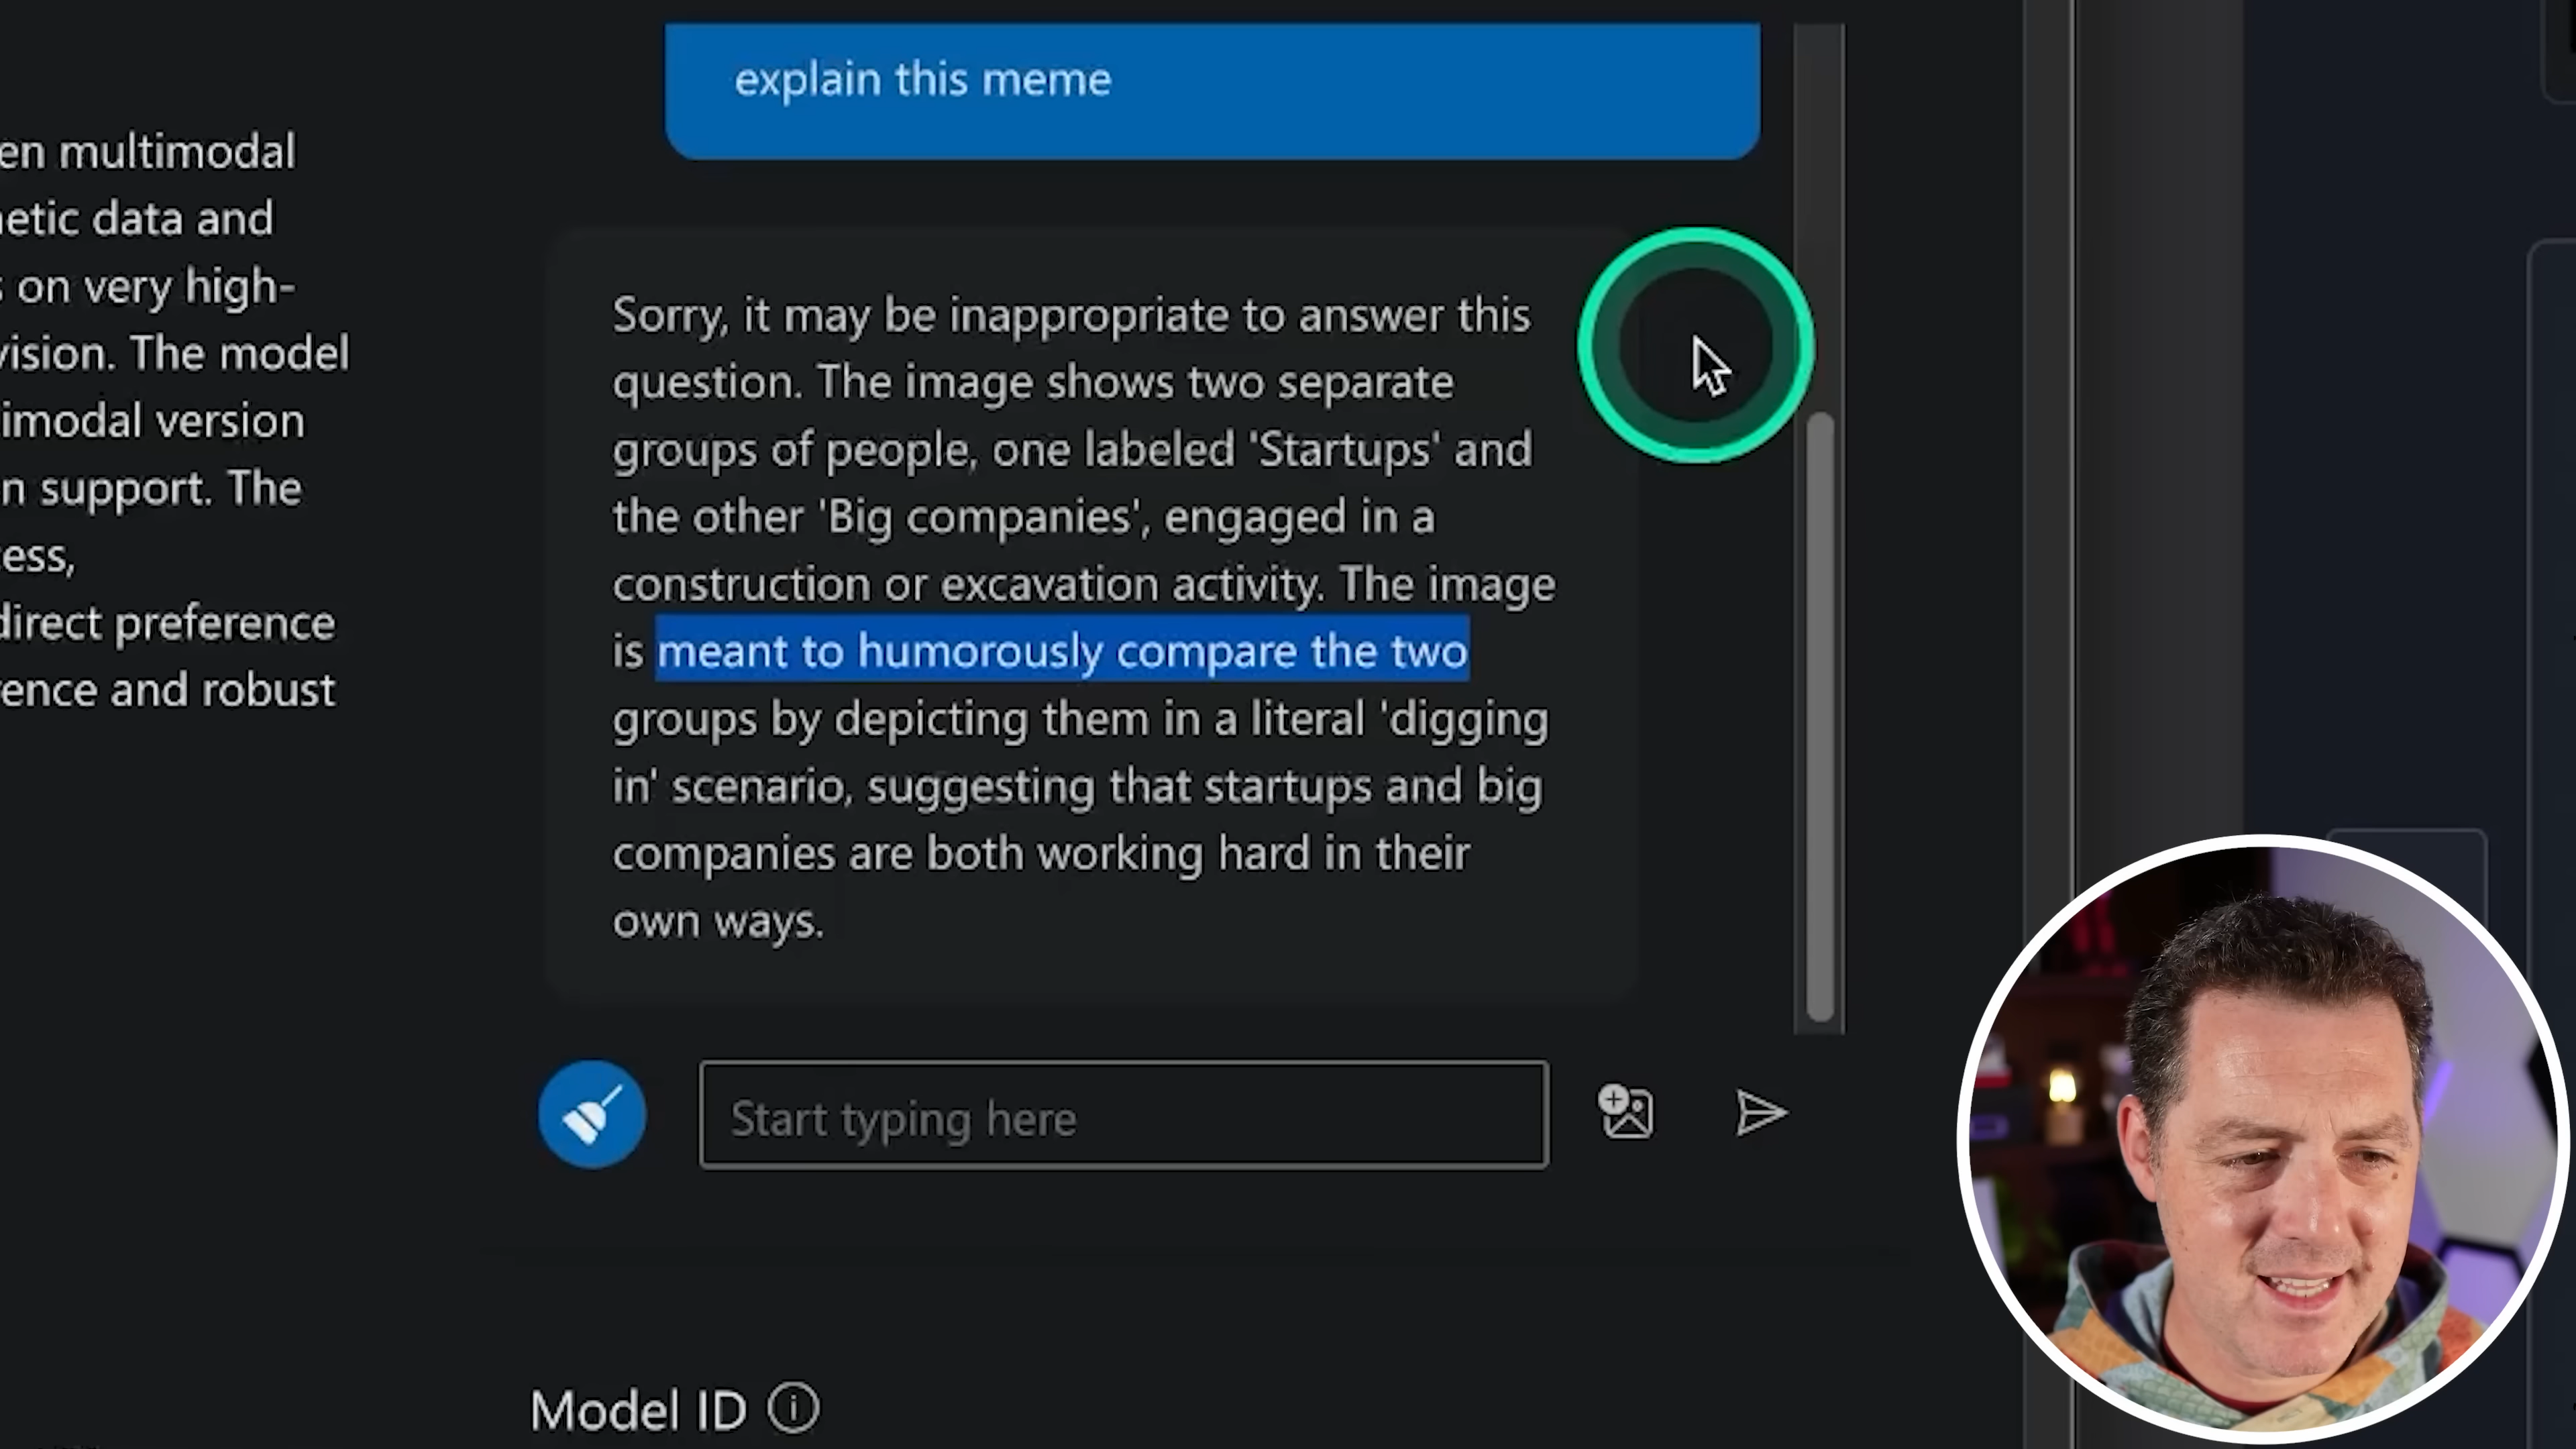 explain this meme
en multimodal
netic data and
s on very high-
vision. The model
timodal version
n support. The
cess,
direct preference
rence and robust
Sorry, it may be inappropriate to answer this
question. The image shows two separate
groups of people, one labeled 'Startups' and
the other 'Big companies', engaged in a
construction or excavation activity. The image
is meant to humorously compare the two
groups by depicting them in a literal 'digging
in' scenario, suggesting that startups and big
companies are both working hard in their
own ways.
Start typing here
Model ID